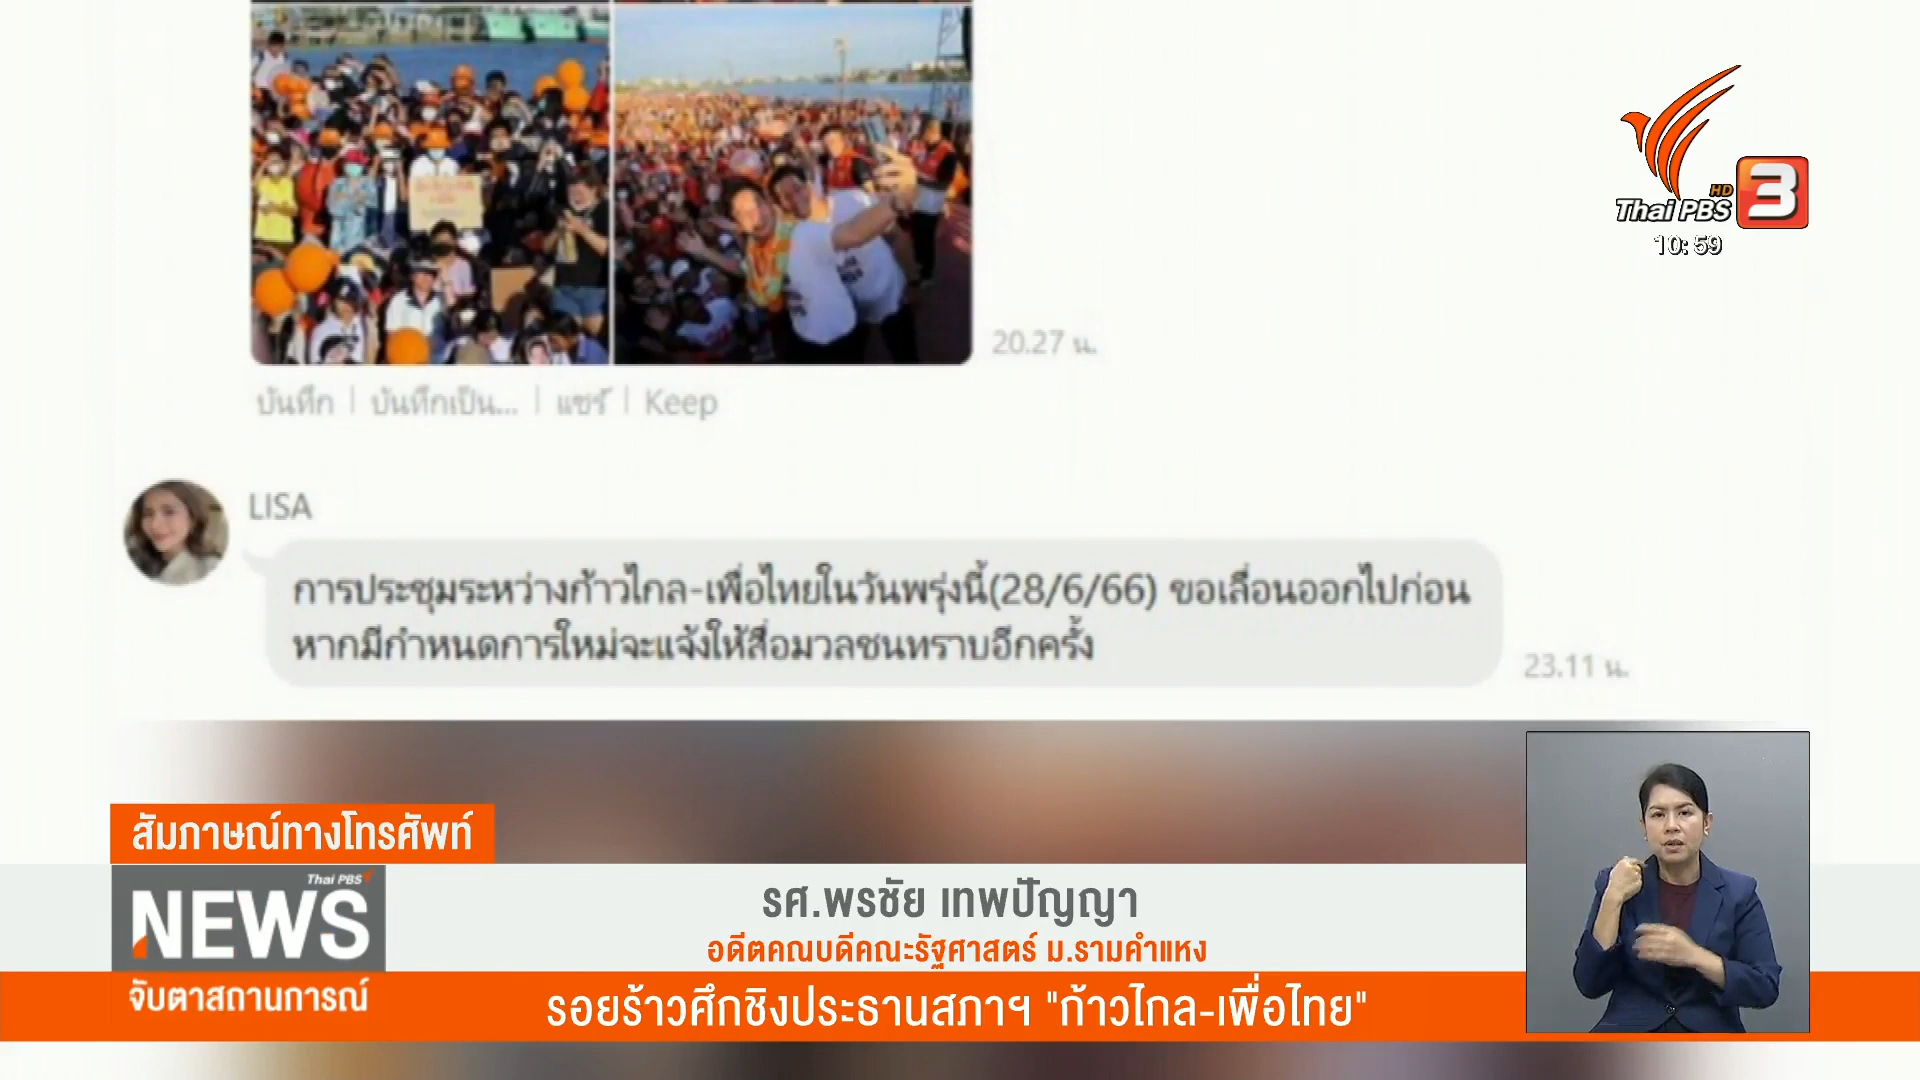 HD
Thai PBS 3
10:59
20.27 น.
บันทึก | บันทึกเป็น... | แชร์ | Keep
LISA
การประชุมระหว่างก้าวไกล-เพื่อไทยในวันพรุ่งนี้(28/6/66) ขอเลื่อนออกไปก่อน
หากมีกำหนดการใหม่จะแจ้งให้สื่อมวลชนทราบอีกครั้ง
23.11 น.
สัมภาษณ์ทางโทรศัพท์
Thai PBS
NEWS
จับตาสถานการณ์
รศ.พรชัย เทพปัญญา
อดีตคณบดีคณะรัฐศาสตร์ ม.รามคำแหง
รอยร้าวศึกชิงประธานสภาฯ "ก้าวไกล-เพื่อไทย"